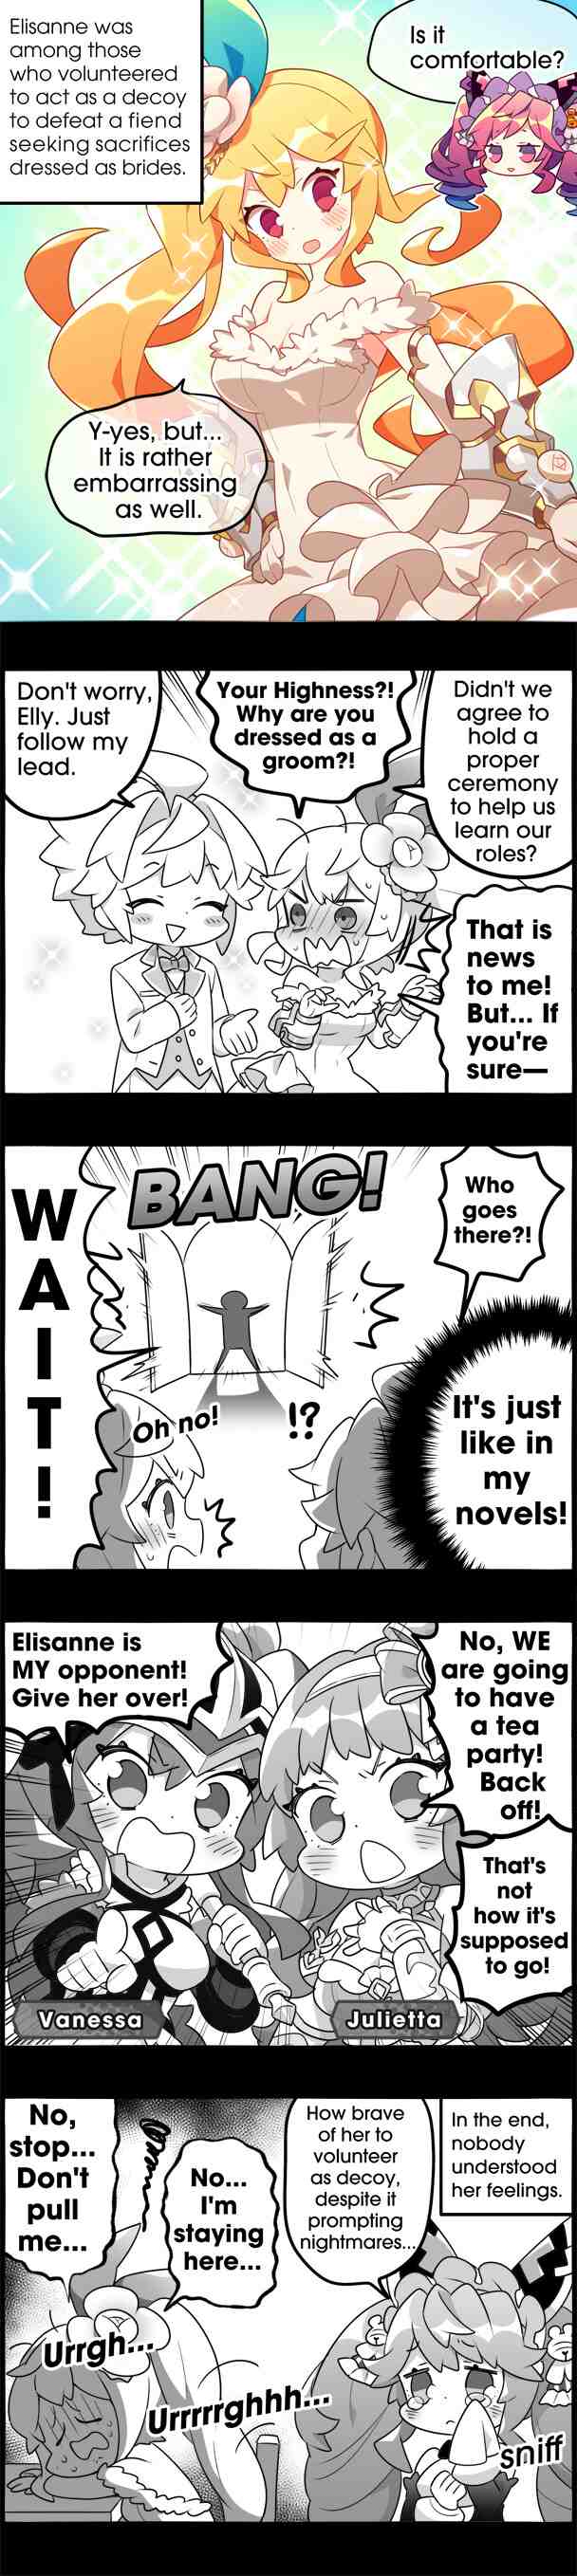 Elisanne was
among those
who volunteered
to act as a decoy
to defeat a fiend
seeking sacrifices
dressed as brides.
Is it
comfortable?
Y-yes, but...
It is rather
embarrassing
as well.
Don't worry,
Elly. Just
follow my
lead.
Your Highness?!
Why are you
dressed as a
groom?!
Didn't we
agree to
hold a
proper
ceremony
to help us
learn our
roles?
That is
news
to me!
But... If
you're
sure—
WAIT!
BANG!
Who
goes
there?!
Oh no!
!?
It's just
like in
my
novels!
Elisanne is
MY opponent!
Give her over!
No, WE
are going
to have
a tea
party!
Back
off!
That's
not
how it's
supposed
to go!
Vanessa
Julietta
No,
stop...
Don't
pull
me...
No...
I'm
staying
here...
How brave
of her to
volunteer
as decoy,
despite it
prompting
nightmares...
In the end,
nobody
understood
her feelings.
Urrgh...
Urrrrrghhh...
sniff